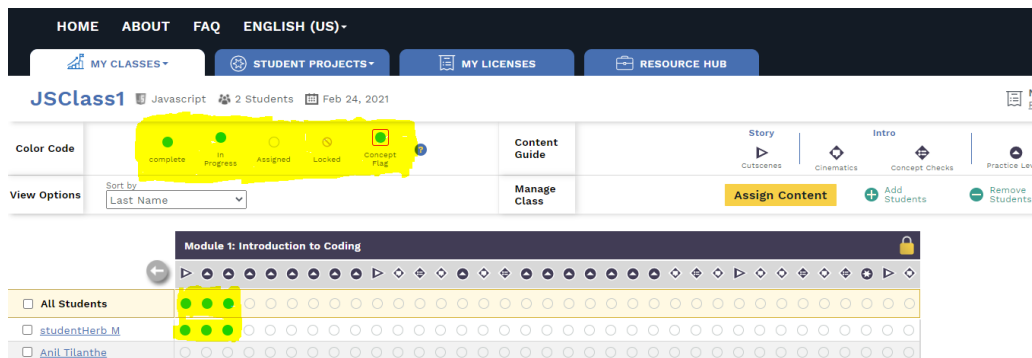 HOME ABOUT FAQ ENGLISH (US)
MY CLASSES STUDENT PROJECTS MY LICENSES RESOURCE HUB
JSClass1 Javascript 2 Students Feb 24, 2021
Color Code complete In Progress Assigned Locked Concept Flag ? Content Guide Story Cutscenes Intro Cinematics Concept Checks Practice
View Options Sort by Last Name Manage Class Assign Content Add Students Remove Students
Module 1: Introduction to Coding
All Students
studentHerb M
Anil Tilanthe